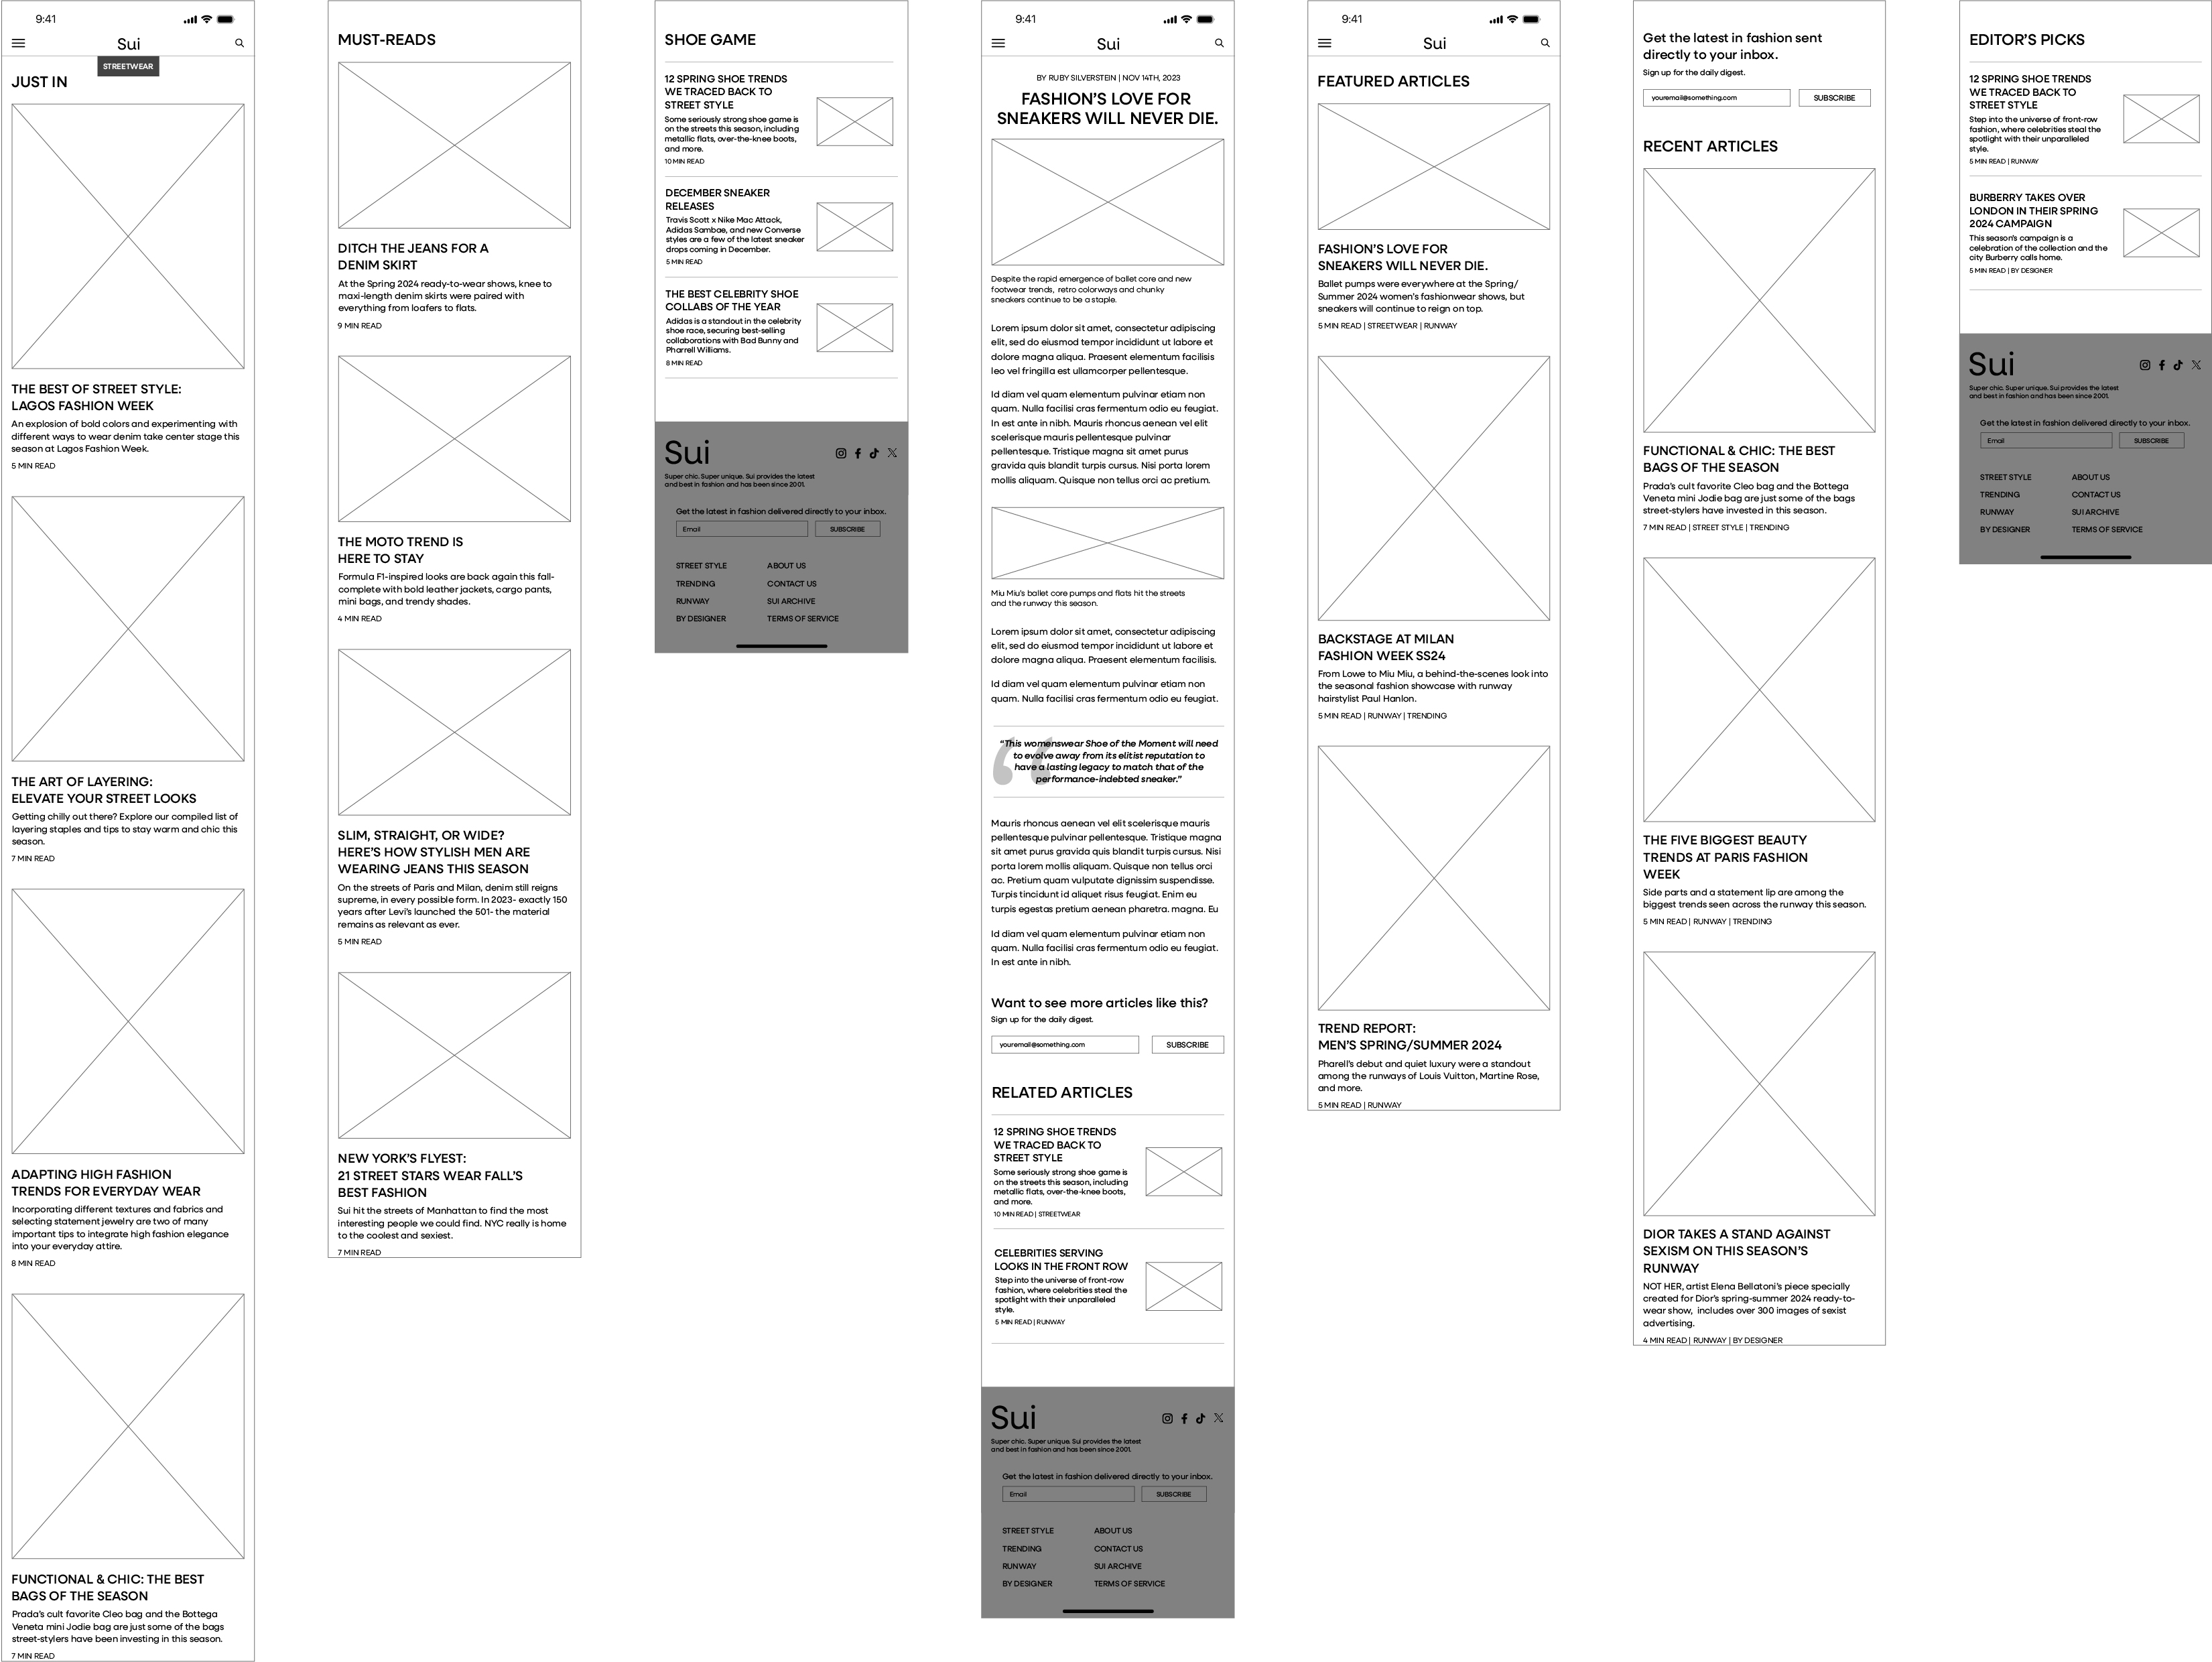 9:41
Sui
STREETWEAR
JUST IN
THE BEST OF STREET STYLE:
LAGOS FASHION WEEK
An explosion of bold colors and experimenting with
different ways to wear denim take center stage this
season at Lagos Fashion Week.
5 MIN READ
THE ART OF LAYERING:
ELEVATE YOUR STREET LOOKS
Getting chilly out there? Explore our compiled list of
layering staples and tips to stay warm and chic this
season.
7 MIN READ
ADAPTING HIGH FASHION
TRENDS FOR EVERYDAY WEAR
Incorporating different textures and fabrics and
selecting statement jewelry are two of many
important tips to integrate high fashion elegance
into your everyday attire.
8 MIN READ
FUNCTIONAL & CHIC: THE BEST
BAGS OF THE SEASON
Prada's cult favorite Cleo bag and the Bottega
Veneta mini Jodie bag are just some of the bags
street-stylers have been investing in this season.
7 MIN READ
MUST-READS
DITCH THE JEANS FOR A
DENIM SKIRT
At the Spring 2024 ready-to-wear shows, knee to
maxi-length denim skirts were paired with
everything from loafers to flats.
9 MIN READ
THE MOTO TREND IS
HERE TO STAY
Formula F1-inspired looks are back again this fall-
complete with bold leather jackets, cargo pants,
mini bags, and trendy shades.
4 MIN READ
SLIM, STRAIGHT, OR WIDE?
HERE'S HOW STYLISH MEN ARE
WEARING JEANS THIS SEASON
On the streets of Paris and Milan, denim still reigns
supreme, in every possible form. In 2023- exactly 150
years after Levi's launched the 501- the material
remains as relevant as ever.
5 MIN READ
NEW YORK'S FLYEST:
21 STREET STARS WEAR FALL'S
BEST FASHION
Sui hit the streets of Manhattan to find the most
interesting people we could find. NYC really is home
to the coolest and sexiest.
7 MIN READ
SHOE GAME
12 SPRING SHOE TRENDS
WE TRACED BACK TO
STREET STYLE
Some seriously strong shoe game is
on the streets this season, including
metallic flats, over-the-knee boots,
and more.
10 MIN READ
DECEMBER SNEAKER
RELEASES
Travis Scott x Nike Mac Attack,
Adidas Sambae, and new Converse
styles are a few of the latest sneaker
drops coming in December.
5 MIN READ
THE BEST CELEBRITY SHOE
COLLABS OF THE YEAR
Adidas is a standout in the celebrity
shoe race, securing best-selling
collaborations with Bad Bunny and
Pharrell Williams.
8 MIN READ
Sui
Super chic. Super unique. Sui provides the latest
and best in fashion and has been since 2001.
Get the latest in fashion delivered directly to your inbox.
Email SUBSCRIBE
STREET STYLE ABOUT US
TRENDING CONTACT US
RUNWAY SUI ARCHIVE
BY DESIGNER TERMS OF SERVICE
9:41
Sui
BY RUBY SILVERSTEIN | NOV 14TH, 2023
FASHION'S LOVE FOR
SNEAKERS WILL NEVER DIE.
Despite the rapid emergence of ballet core and new
footwear trends, retro colorways and chunky
sneakers continue to be a staple.
Lorem ipsum dolor sit amet, consectetur adipiscing
elit, sed do eiusmod tempor incididunt ut labore et
dolore magna aliqua. Praesent elementum facilisis
leo vel fringilla est ullamcorper pellentesque.
Id diam vel quam elementum pulvinar etiam non
quam. Nulla facilisi cras fermentum odio eu feugiat.
In est ante in nibh. Mauris rhoncus aenean vel elit
scelerisque mauris pellentesque pulvinar
pellentesque. Tristique magna sit amet purus
gravida quis blandit turpis cursus. Nisi porta lorem
mollis aliquam. Quisque non tellus orci ac pretium.
Miu Miu's ballet core pumps and flats hit the streets
and the runway this season.
Lorem ipsum dolor sit amet, consectetur adipiscing
elit, sed do eiusmod tempor incididunt ut labore et
dolore magna aliqua. Praesent elementum facilisis.
Id diam vel quam elementum pulvinar etiam non
quam. Nulla facilisi cras fermentum odio eu feugiat.
"This womenswear Shoe of the Moment will need
to evolve away from its elitist reputation to
have a lasting legacy to match that of the
performance-indebted sneaker."
Mauris rhoncus aenean vel elit scelerisque mauris
pellentesque pulvinar pellentesque. Tristique magna
sit amet purus gravida quis blandit turpis cursus. Nisi
porta lorem mollis aliquam. Quisque non tellus orci
ac. Pretium quam vulputate dignissim suspendisse.
Turpis tincidunt id aliquet risus feugiat. Enim eu
turpis egestas pretium aenean pharetra. magna. Eu
Id diam vel quam elementum pulvinar etiam non
quam. Nulla facilisi cras fermentum odio eu feugiat.
In est ante in nibh.
Want to see more articles like this?
Sign up for the daily digest.
youremail@something.com SUBSCRIBE
RELATED ARTICLES
12 SPRING SHOE TRENDS
WE TRACED BACK TO
STREET STYLE
Some seriously strong shoe game is
on the streets this season, including
metallic flats, over-the-knee boots,
and more.
10 MIN READ | STREETWEAR
CELEBRITIES SERVING
LOOKS IN THE FRONT ROW
Step into the universe of front-row
fashion, where celebrities steal the
spotlight with their unparalleled
style.
5 MIN READ | RUNWAY
Sui
Super chic. Super unique. Sui provides the latest
and best in fashion and has been since 2001.
Get the latest in fashion delivered directly to your inbox.
Email SUBSCRIBE
STREET STYLE ABOUT US
TRENDING CONTACT US
RUNWAY SUI ARCHIVE
BY DESIGNER TERMS OF SERVICE
9:41
Sui
FEATURED ARTICLES
FASHION'S LOVE FOR
SNEAKERS WILL NEVER DIE.
Ballet pumps were everywhere at the Spring/
Summer 2024 women's fashionwear shows, but
sneakers will continue to reign on top.
5 MIN READ | STREETWEAR | RUNWAY
BACKSTAGE AT MILAN
FASHION WEEK SS24
From Lowe to Miu Miu, a behind-the-scenes look into
the seasonal fashion showcase with runway
hairstylist Paul Hanlon.
5 MIN READ | RUNWAY | TRENDING
TREND REPORT:
MEN'S SPRING/SUMMER 2024
Pharell's debut and quiet luxury were a standout
among the runways of Louis Vuitton, Martine Rose,
and more.
5 MIN READ | RUNWAY
Get the latest in fashion sent
directly to your inbox.
Sign up for the daily digest.
youremail@something.com SUBSCRIBE
RECENT ARTICLES
FUNCTIONAL & CHIC: THE BEST
BAGS OF THE SEASON
Prada's cult favorite Cleo bag and the Bottega
Veneta mini Jodie bag are just some of the bags
street-stylers have invested in this season.
7 MIN READ | STREET STYLE | TRENDING
THE FIVE BIGGEST BEAUTY
TRENDS AT PARIS FASHION
WEEK
Side parts and a statement lip are among the
biggest trends seen across the runway this season.
5 MIN READ | RUNWAY | TRENDING
DIOR TAKES A STAND AGAINST
SEXISM ON THIS SEASON'S
RUNWAY
NOT HER, artist Elena Bellatoni's piece specially
created for Dior's spring-summer 2024 ready-to-
wear show, includes over 300 images of sexist
advertising.
4 MIN READ | RUNWAY | BY DESIGNER
EDITOR'S PICKS
12 SPRING SHOE TRENDS
WE TRACED BACK TO
STREET STYLE
Step into the universe of front-row
fashion, where celebrities steal the
spotlight with their unparalleled
style.
5 MIN READ | RUNWAY
BURBERRY TAKES OVER
LONDON IN THEIR SPRING
2024 CAMPAIGN
This season's campaign is a
celebration of the collection and the
city Burberry calls home.
5 MIN READ | BY DESIGNER
Sui
Super chic. Super unique. Sui provides the latest
and best in fashion and has been since 2001.
Get the latest in fashion delivered directly to your inbox.
Email SUBSCRIBE
STREET STYLE ABOUT US
TRENDING CONTACT US
RUNWAY SUI ARCHIVE
BY DESIGNER TERMS OF SERVICE